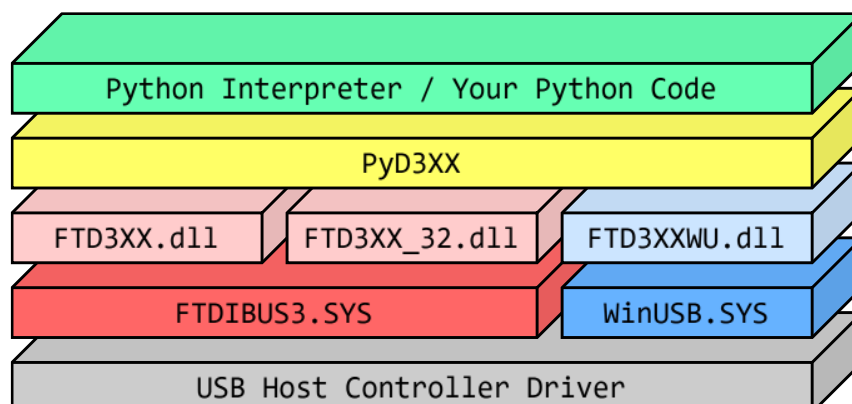 Python Interpreter / Your Python Code
PyD3XX
FTD3XX.dll
FTD3XX_32.dll
FTD3XXWU.dll
FTDIBUS3.SYS
WinUSB.SYS
USB Host Controller Driver